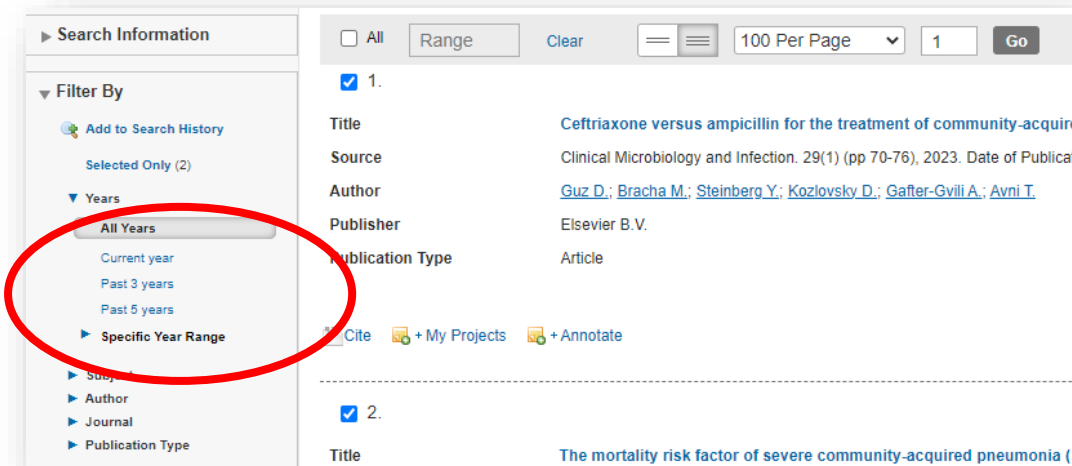 Search Information
Filter By
Add to Search History
Selected Only (2)
Years
All Years
Current year
Past 3 years
Past 5 years
Specific Year Range
Subject
Author
Journal
Publication Type
All Range Clear 100 Per Page 1 Go
1.
Title Ceftriaxone versus ampicillin for the treatment of community-acquire
Source Clinical Microbiology and Infection. 29(1) (pp 70-76), 2023. Date of Publicat
Author Guz D.; Bracha M.; Steinberg Y.; Kozlovsky D.; Gafter-Gvili A.; Avni T.
Publisher Elsevier B.V.
Publication Type Article
Cite + My Projects + Annotate
2.
Title The mortality risk factor of severe community-acquired pneumonia (